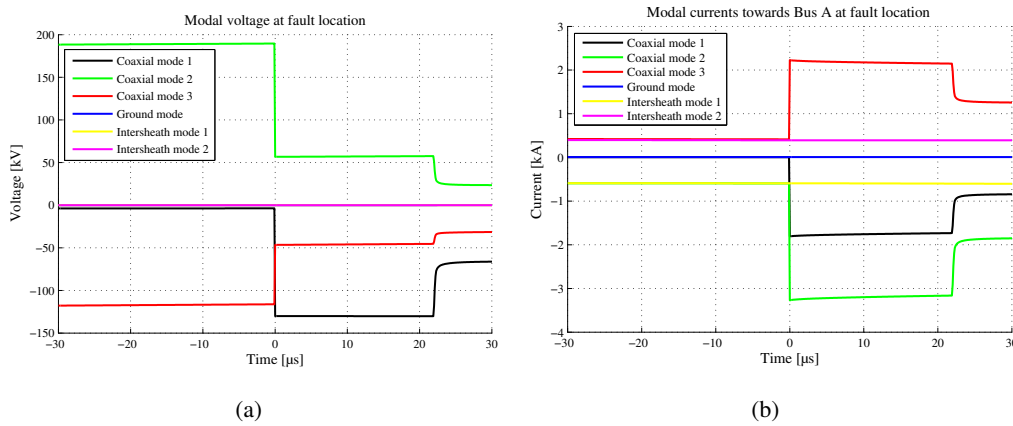 Modal voltage at fault location
200
150
100
50
0
−50
−100
−150
Voltage [kV]
Coaxial mode 1
Coaxial mode 2
Coaxial mode 3
Ground mode
Intersheath mode 1
Intersheath mode 2
−30 −20 −10 0 10 20 30
Time [µs]
(a)
Modal currents towards Bus A at fault location
4
3
2
1
0
−1
−2
−3
−4
Current [kA]
Coaxial mode 1
Coaxial mode 2
Coaxial mode 3
Ground mode
Intersheath mode 1
Intersheath mode 2
−30 −20 −10 0 10 20 30
Time [µs]
(b)